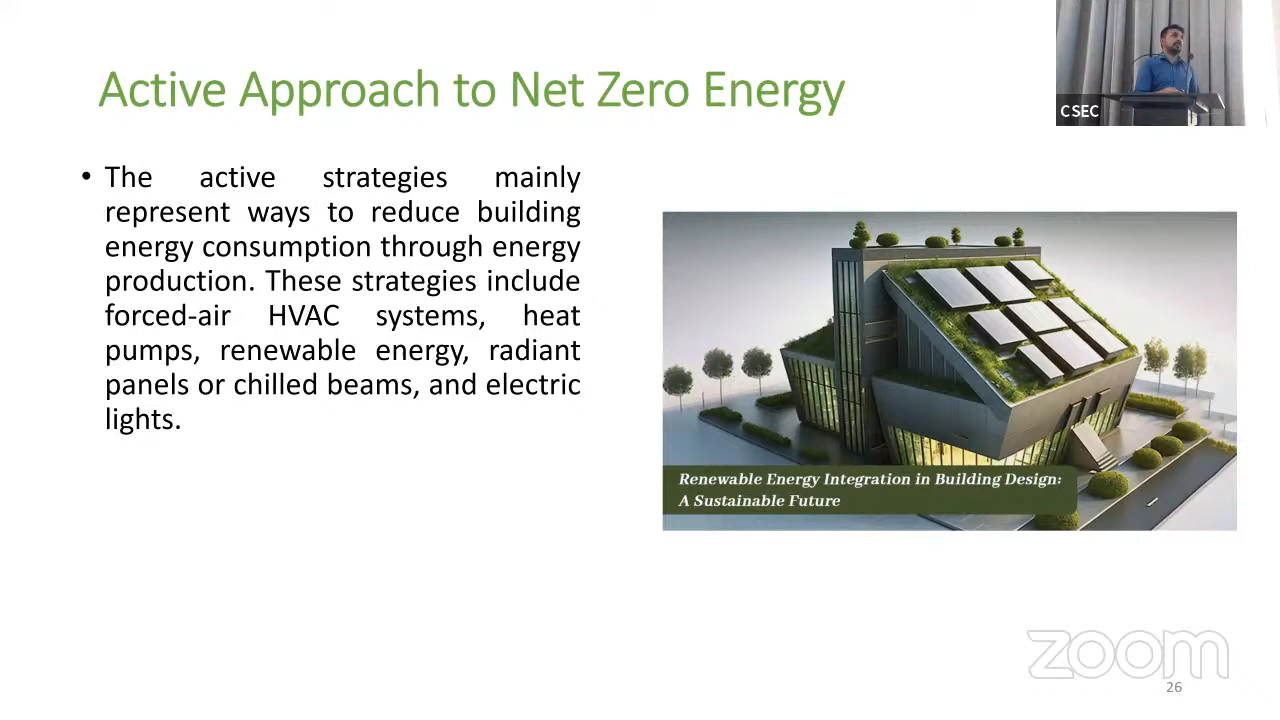 Active Approach to Net Zero Energy
CSEC
• The active strategies mainly
represent ways to reduce building
energy consumption through energy
production. These strategies include
forced-air HVAC systems, heat
pumps, renewable energy, radiant
panels or chilled beams, and electric
lights.
Renewable Energy Integration in Building Design:
A Sustainable Future
zoom
26